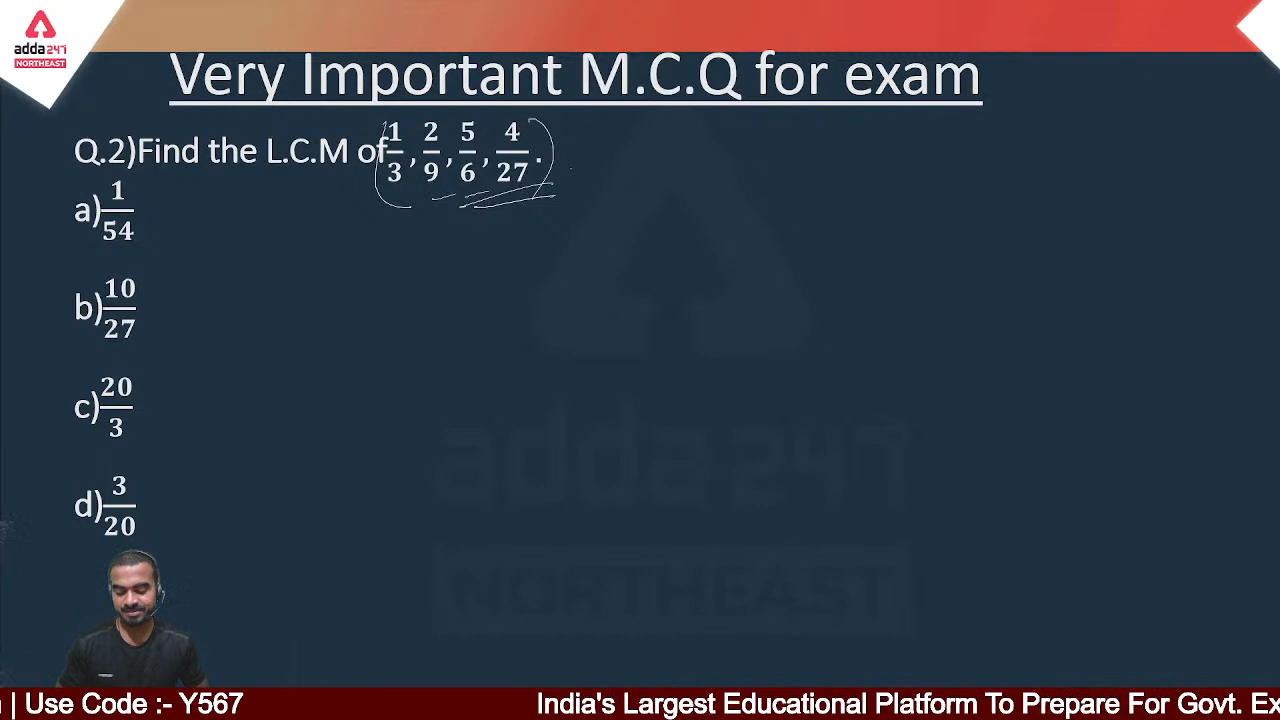 adda247
NORTHEAST
Very Important M.C.Q for exam
Q.2)Find the L.C.M of 1/3, 2/9, 5/6, 4/27.
a) 1/54
b) 10/27
c) 20/3
d) 3/20
adda247
NORTHEAST
| Use Code :- Y567 India's Largest Educational Platform To Prepare For Govt. Ex